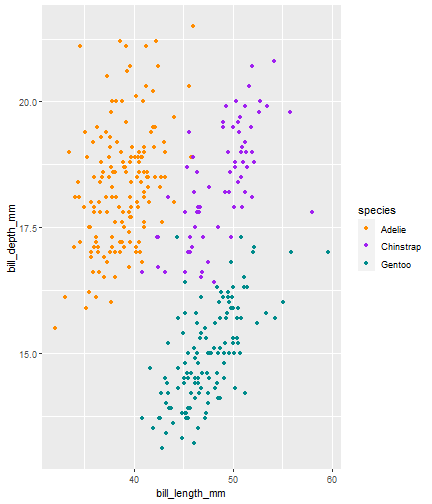 20.0
17.5
15.0
bill_depth_mm
40
50
60
bill_length_mm
species
Adelie
Chinstrap
Gentoo